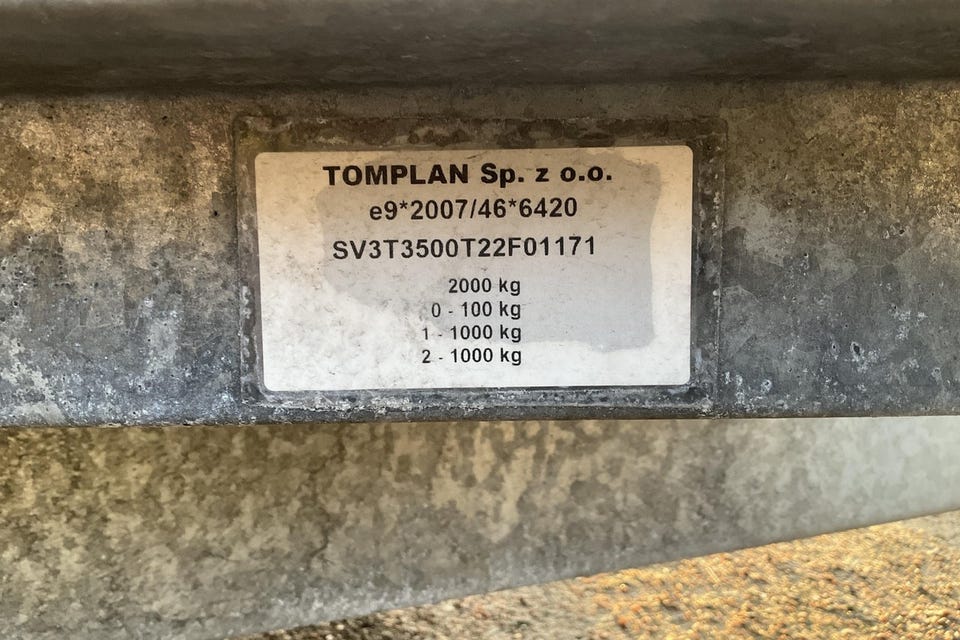 TOMPLAN Sp. z o.o.
e9*2007/46*6420
SV3T3500T22F01171
2000 kg
0 - 100 kg
1 - 1000 kg
2 - 1000 kg